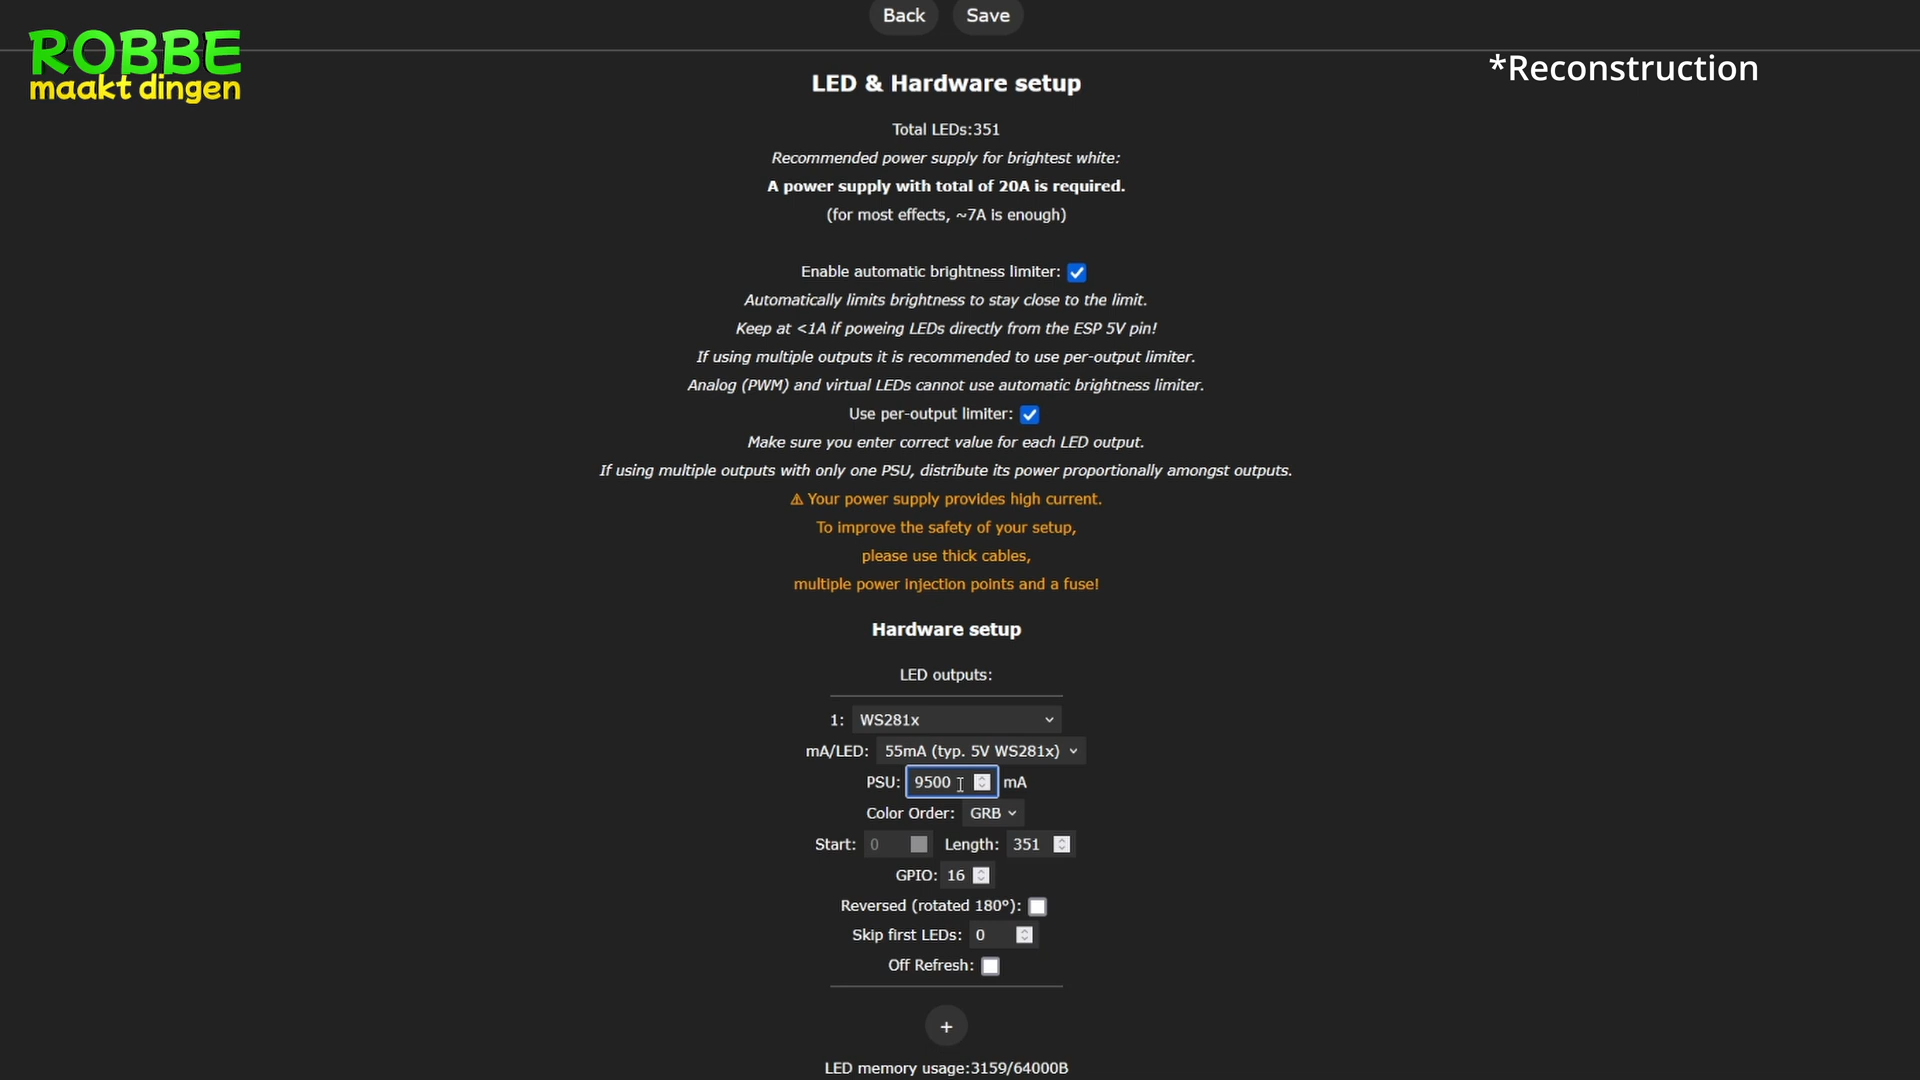 Back Save
ROBBE
maakt dingen
*Reconstruction
LED & Hardware setup
Total LEDs:351
Recommended power supply for brightest white:
A power supply with total of 20A is required.
(for most effects, ~7A is enough)
Enable automatic brightness limiter:
Automatically limits brightness to stay close to the limit.
Keep at <1A if poweing LEDs directly from the ESP 5V pin!
If using multiple outputs it is recommended to use per-output limiter.
Analog (PWM) and virtual LEDs cannot use automatic brightness limiter.
Use per-output limiter:
Make sure you enter correct value for each LED output.
If using multiple outputs with only one PSU, distribute its power proportionally amongst outputs.
⚠ Your power supply provides high current.
To improve the safety of your setup,
please use thick cables,
multiple power injection points and a fuse!
Hardware setup
LED outputs:
1: WS281x
mA/LED: 55mA (typ. 5V WS281x)
PSU: 9500 mA
Color Order: GRB
Start: 0 Length: 351
GPIO: 16
Reversed (rotated 180°):
Skip first LEDs: 0
Off Refresh:
+
LED memory usage:3159/64000B